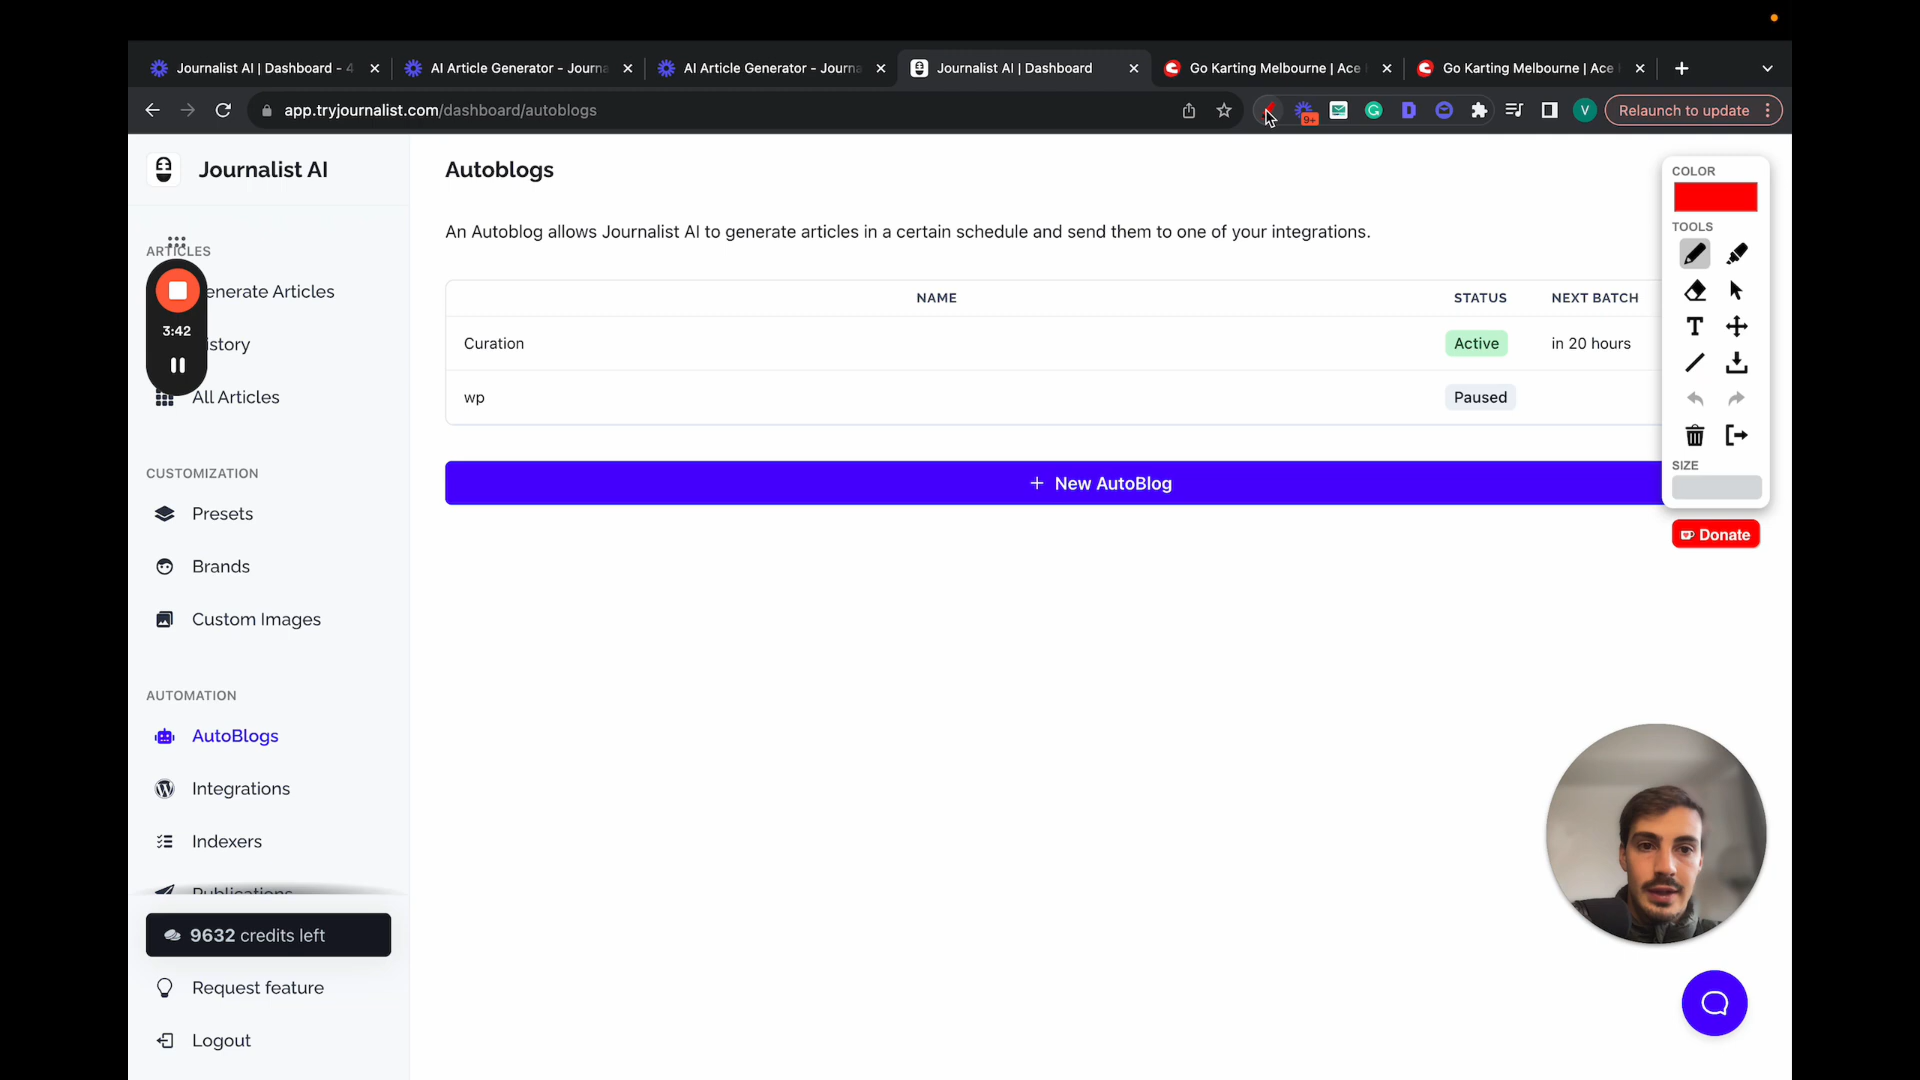 Journalist AI | Dashboard - 4
AI Article Generator - Journa
AI Article Generator - Journa
Journalist AI | Dashboard
Go Karting Melbourne | Ace
Go Karting Melbourne | Ace
app.tryjournalist.com/dashboard/autoblogs
9+
D
V
Relaunch to update
Journalist AI
ARTICLES
enerate Articles
3:42
istory
All Articles
CUSTOMIZATION
Presets
Brands
Custom Images
AUTOMATION
AutoBlogs
Integrations
Indexers
Publications
9632 credits left
Request feature
Logout
Autoblogs
An Autoblog allows Journalist AI to generate articles in a certain schedule and send them to one of your integrations.
NAME STATUS NEXT BATCH
Curation Active in 20 hours
wp Paused
+ New AutoBlog
COLOR
TOOLS
T
SIZE
Donate